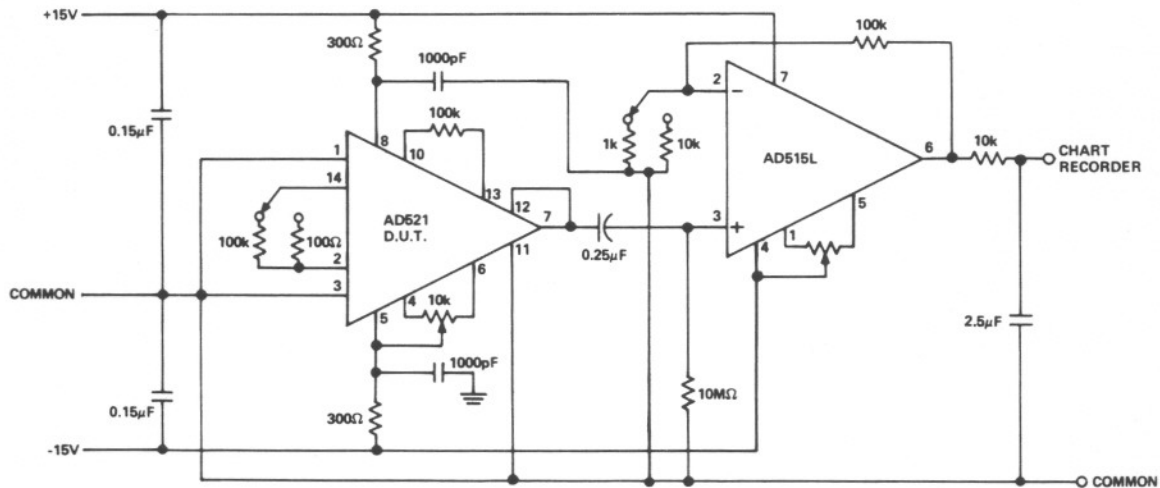 +15V
300Ω
1000pF
100k
0.15µF
8
10
100k
2
−
7
1k
10k
AD515L
6
10k
CHART
RECORDER
1
14
13
12
7
AD521
D.U.T.
11
100k
100Ω
2
3
0.25µF
3
+
4
1
5
COMMON
6
4
10k
5
2.5µF
1000pF
0.15µF
300Ω
10MΩ
-15V
COMMON